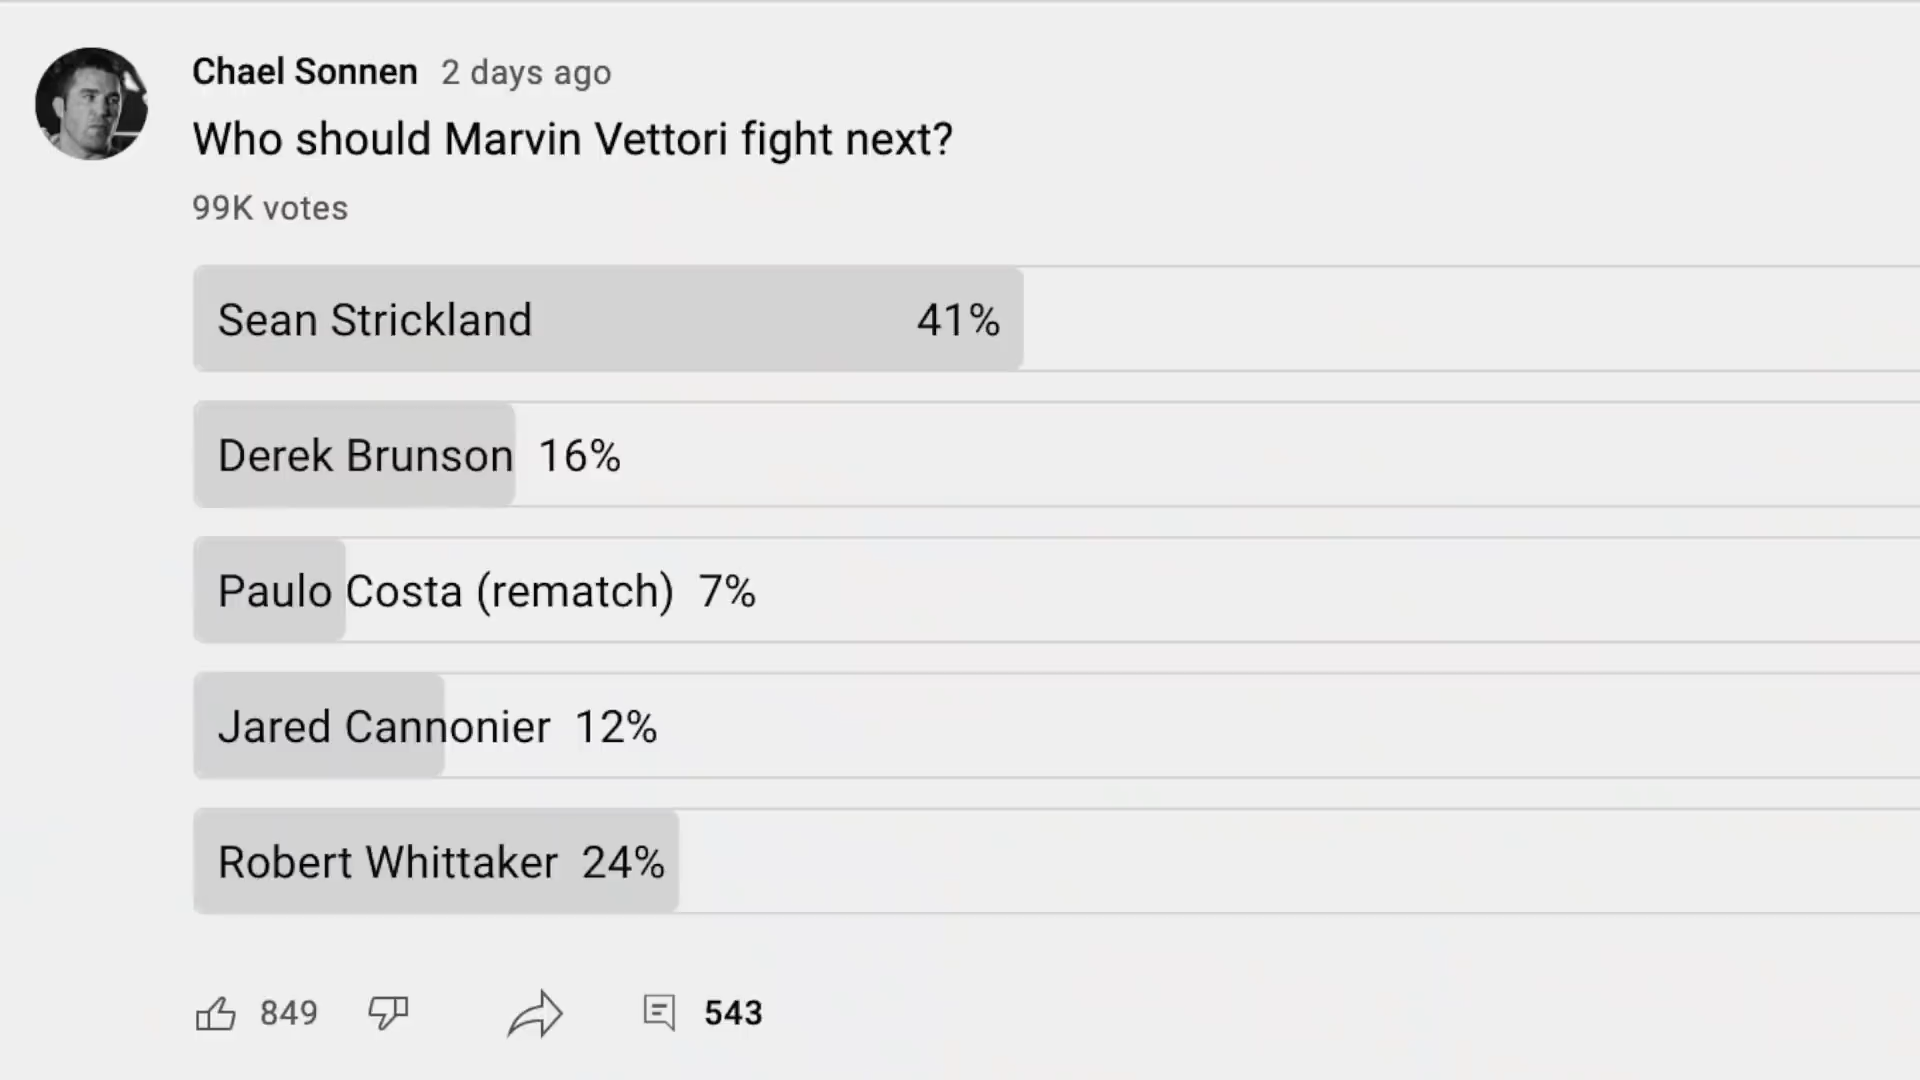 Chael Sonnen 2 days ago
Who should Marvin Vettori fight next?
99K votes
Sean Strickland 41%
Derek Brunson 16%
Paulo Costa (rematch) 7%
Jared Cannonier 12%
Robert Whittaker 24%
849 543